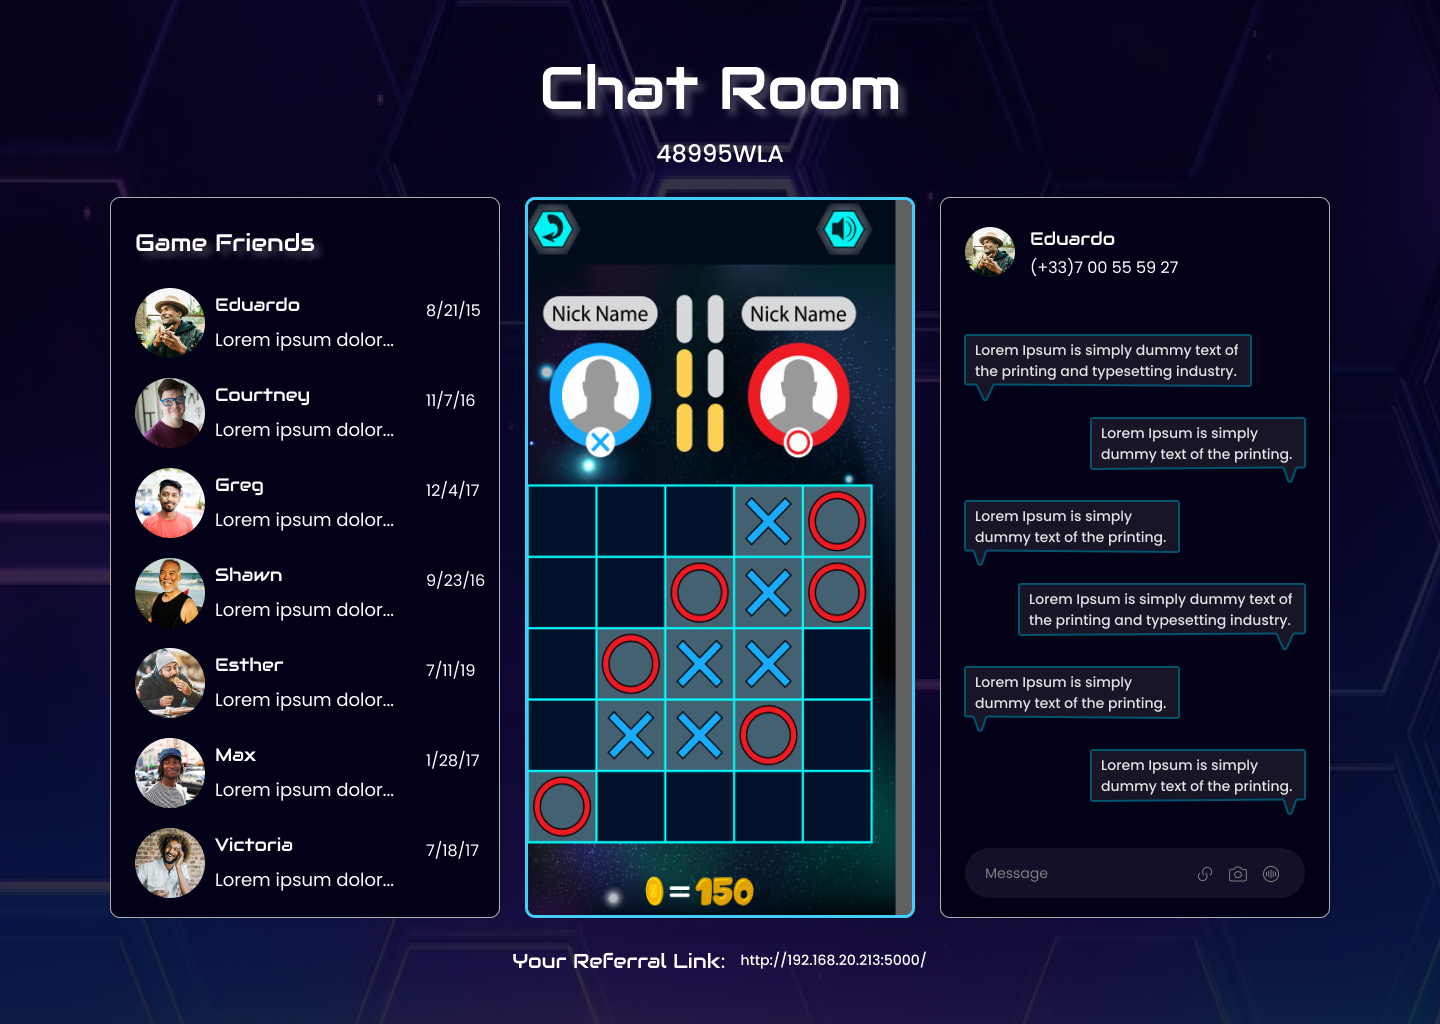 Chat Room
48995WLA
Game Friends
Eduardo
8/21/15
Lorem ipsum dolor...
Courtney
11/7/16
Lorem ipsum dolor...
Greg
12/4/17
Lorem ipsum dolor...
Shawn
9/23/16
Lorem ipsum dolor...
Esther
7/11/19
Lorem ipsum dolor...
Max
1/28/17
Lorem ipsum dolor...
Victoria
7/18/17
Lorem ipsum dolor...
Nick Name
Nick Name
= 150
Eduardo
(+33)7 00 55 59 27
Lorem Ipsum is simply dummy text of
the printing and typesetting industry.
Lorem Ipsum is simply
dummy text of the printing.
Lorem Ipsum is simply
dummy text of the printing.
Lorem Ipsum is simply dummy text of
the printing and typesetting industry.
Lorem Ipsum is simply
dummy text of the printing.
Lorem Ipsum is simply
dummy text of the printing.
Message
Your Referral Link: http://192.168.20.213:5000/